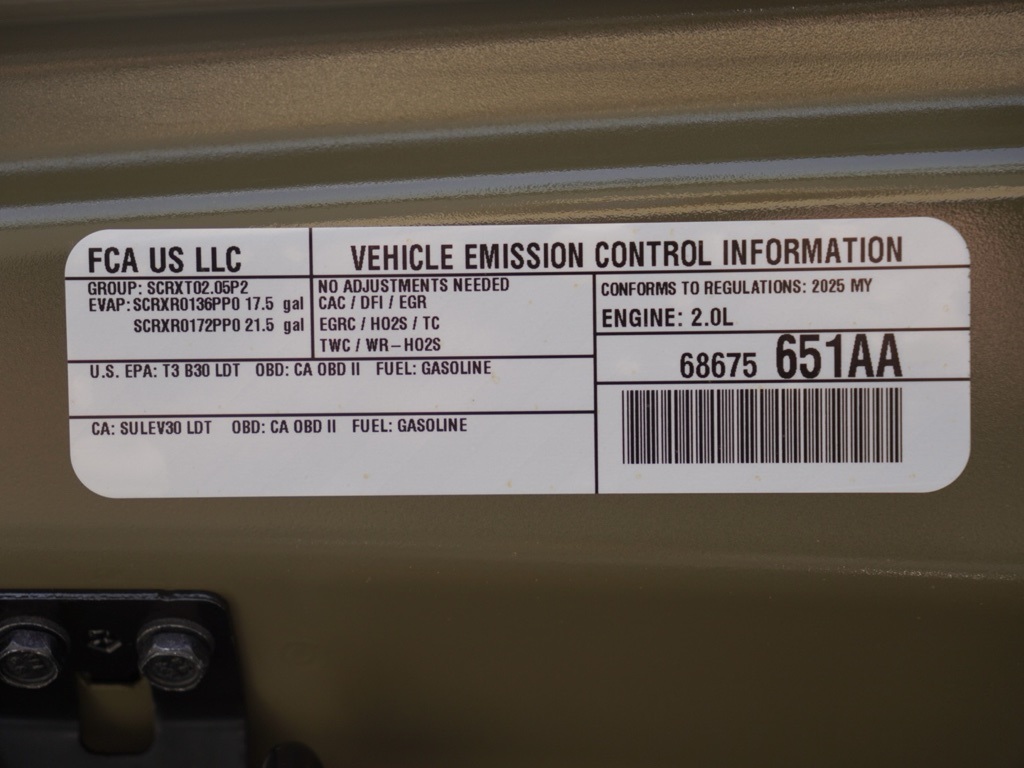 FCA US LLC
VEHICLE EMISSION CONTROL INFORMATION
GROUP: SCRXT02.05P2
EVAP: SCRXR0136PP0 17.5 gal
SCRXR0172PP0 21.5 gal
NO ADJUSTMENTS NEEDED
CAC / DFI / EGR
EGRC / HO2S / TC
TWC / WR-HO2S
CONFORMS TO REGULATIONS: 2025 MY
ENGINE: 2.0L
68675 651AA
U.S. EPA: T3 B30 LDT OBD: CA OBD II FUEL: GASOLINE
CA: SULEV30 LDT OBD: CA OBD II FUEL: GASOLINE